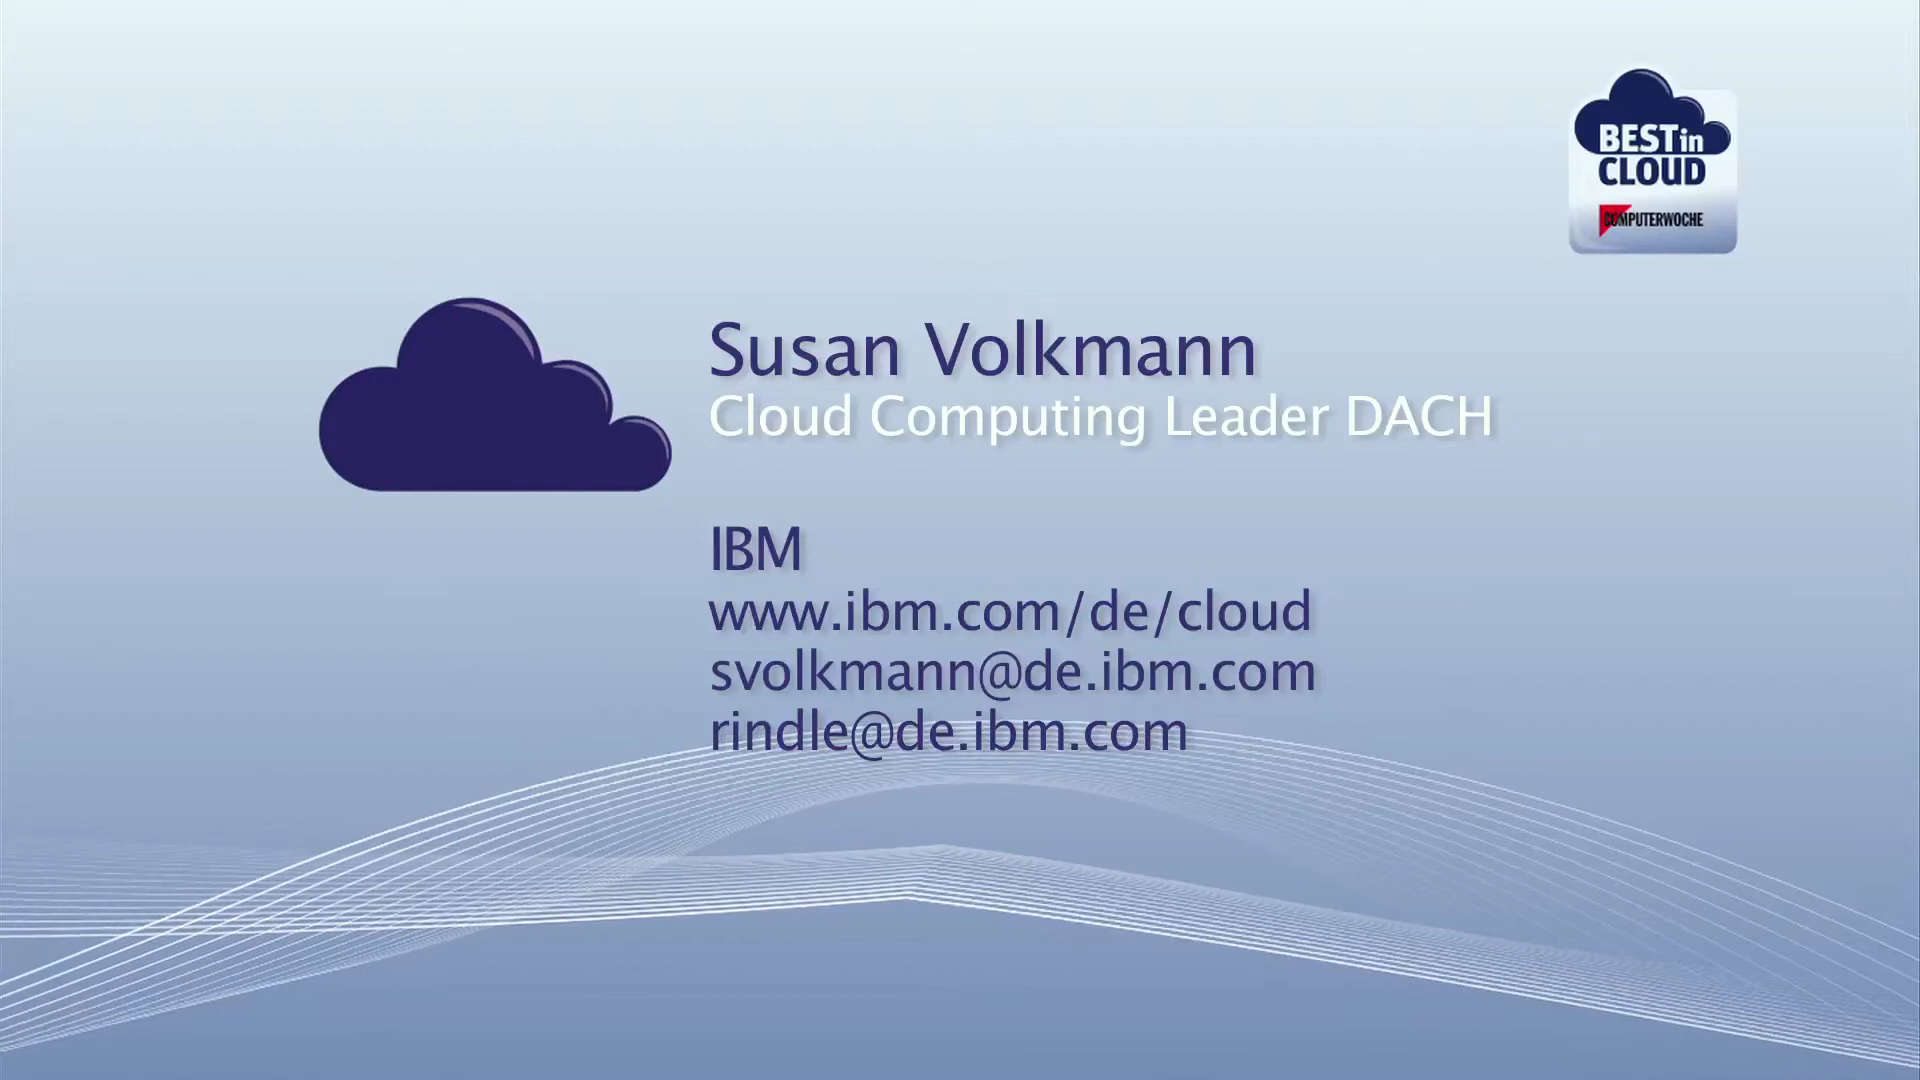 BEST in
CLOUD
COMPUTERWOCHE
Susan Volkmann
Cloud Computing Leader DACH
IBM
www.ibm.com/de/cloud
svolkmann@de.ibm.com
rindle@de.ibm.com